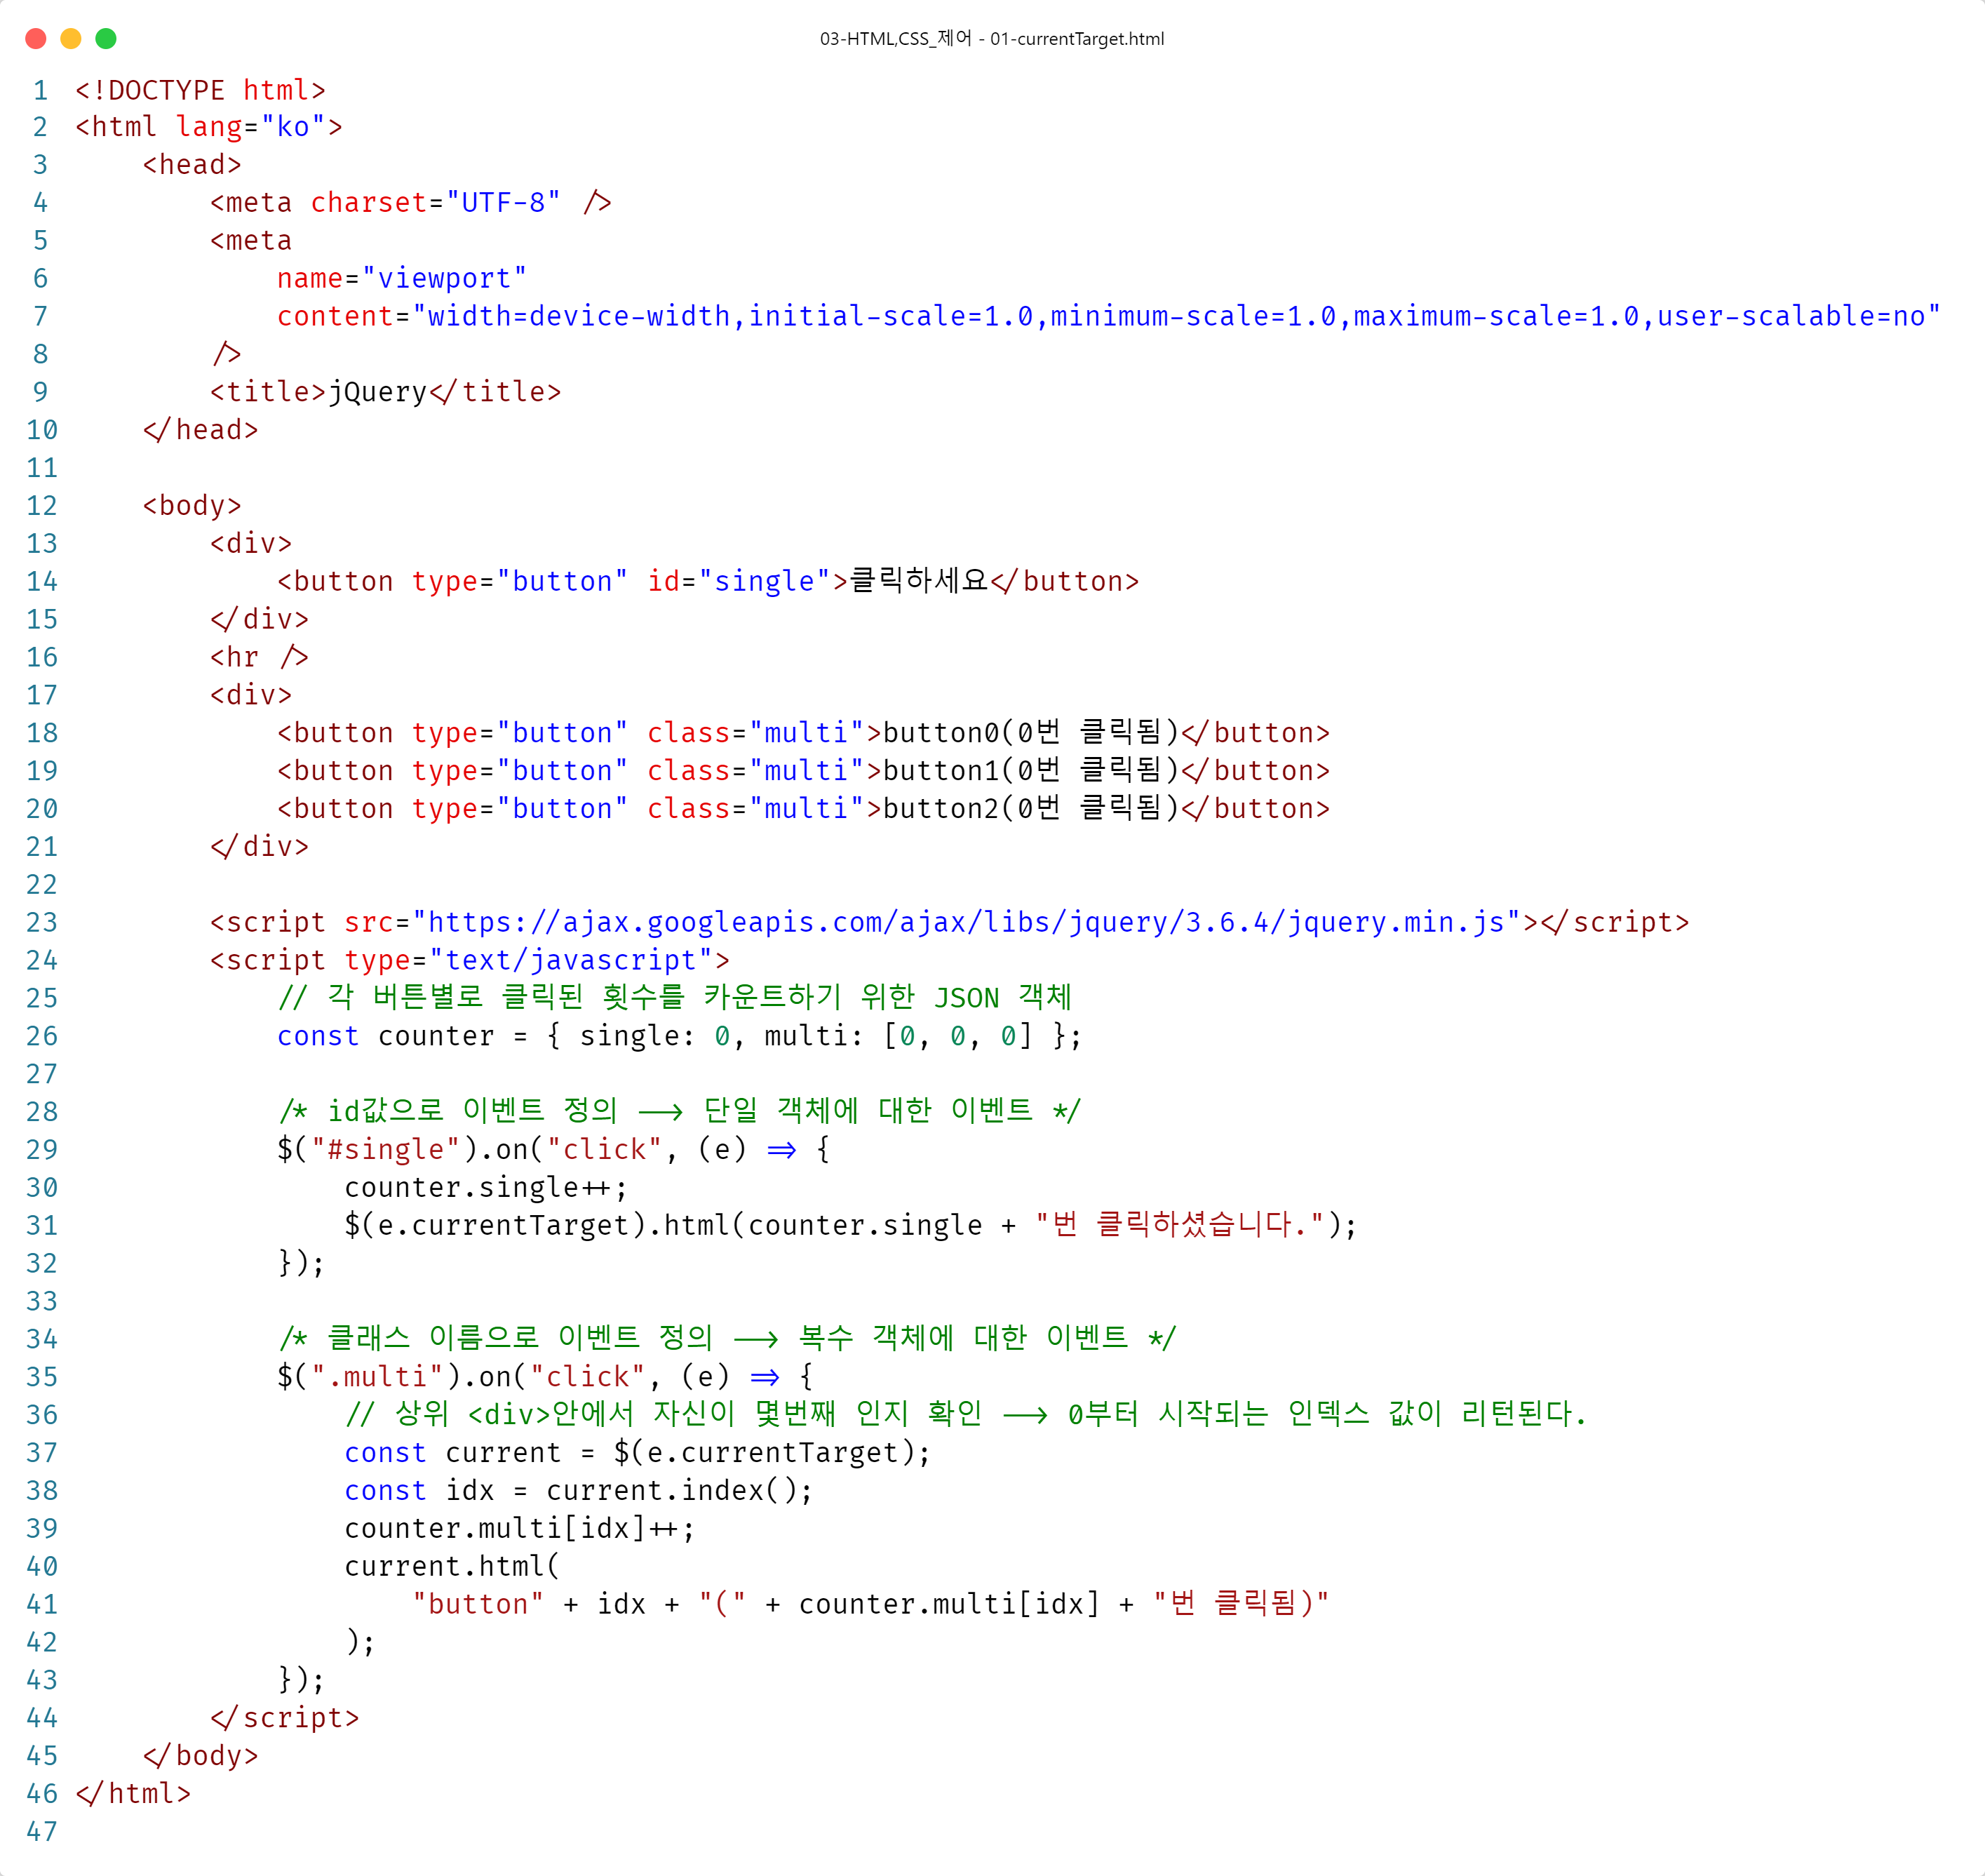 03-HTML,CSS_제어 - 01-currentTarget.html
1 <!DOCTYPE html>
2 <html lang="ko">
3     <head>
4         <meta charset="UTF-8" />
5         <meta
6             name="viewport"
7             content="width=device-width,initial-scale=1.0,minimum-scale=1.0,maximum-scale=1.0,user-scalable=no"
8         />
9         <title>jQuery</title>
10     </head>
11
12     <body>
13         <div>
14             <button type="button" id="single">클릭하세요</button>
15         </div>
16         <hr />
17         <div>
18             <button type="button" class="multi">button0(0번 클릭됨)</button>
19             <button type="button" class="multi">button1(0번 클릭됨)</button>
20             <button type="button" class="multi">button2(0번 클릭됨)</button>
21         </div>
22
23         <script src="https://ajax.googleapis.com/ajax/libs/jquery/3.6.4/jquery.min.js"></script>
24         <script type="text/javascript">
25             // 각 버튼별로 클릭된 횟수를 카운트하기 위한 JSON 객체
26             const counter = { single: 0, multi: [0, 0, 0] };
27
28             /* id값으로 이벤트 정의 --> 단일 객체에 대한 이벤트 */
29             $("#single").on("click", (e) => {
30                 counter.single++;
31                 $(e.currentTarget).html(counter.single + "번 클릭하셨습니다.");
32             });
33
34             /* 클래스 이름으로 이벤트 정의 --> 복수 객체에 대한 이벤트 */
35             $(".multi").on("click", (e) => {
36                 // 상위 <div>안에서 자신이 몇번째 인지 확인 --> 0부터 시작되는 인덱스 값이 리턴된다.
37                 const current = $(e.currentTarget);
38                 const idx = current.index();
39                 counter.multi[idx]++;
40                 current.html(
41                     "button" + idx + "(" + counter.multi[idx] + "번 클릭됨)"
42                 );
43             });
44         </script>
45     </body>
46 </html>
47